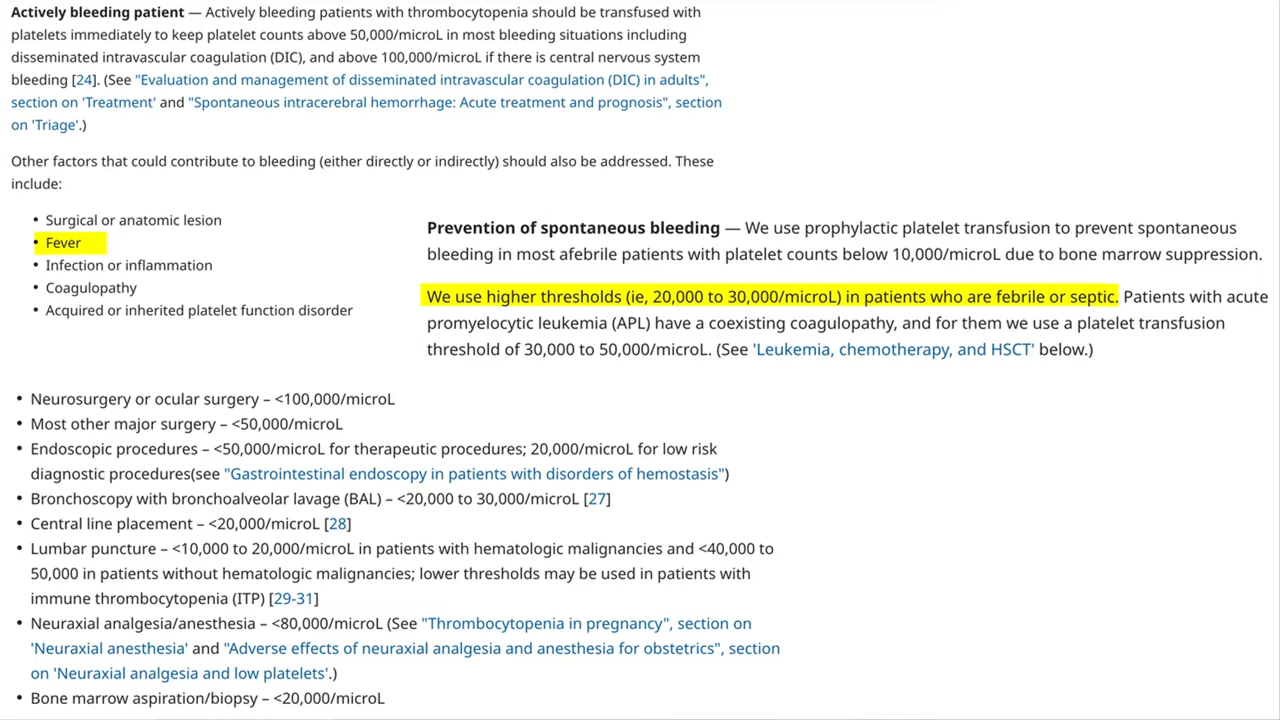 Actively bleeding patient — Actively bleeding patients with thrombocytopenia should be transfused with
platelets immediately to keep platelet counts above 50,000/microL in most bleeding situations including
disseminated intravascular coagulation (DIC), and above 100,000/microL if there is central nervous system
bleeding [24]. (See "Evaluation and management of disseminated intravascular coagulation (DIC) in adults",
section on 'Treatment' and "Spontaneous intracerebral hemorrhage: Acute treatment and prognosis", section
on 'Triage'.)
Other factors that could contribute to bleeding (either directly or indirectly) should also be addressed. These
include:
• Surgical or anatomic lesion
• Fever
• Infection or inflammation
• Coagulopathy
• Acquired or inherited platelet function disorder
Prevention of spontaneous bleeding — We use prophylactic platelet transfusion to prevent spontaneous
bleeding in most afebrile patients with platelet counts below 10,000/microL due to bone marrow suppression.
We use higher thresholds (ie, 20,000 to 30,000/microL) in patients who are febrile or septic. Patients with acute
promyelocytic leukemia (APL) have a coexisting coagulopathy, and for them we use a platelet transfusion
threshold of 30,000 to 50,000/microL. (See 'Leukemia, chemotherapy, and HSCT' below.)
• Neurosurgery or ocular surgery – <100,000/microL
• Most other major surgery – <50,000/microL
• Endoscopic procedures – <50,000/microL for therapeutic procedures; 20,000/microL for low risk
diagnostic procedures(see "Gastrointestinal endoscopy in patients with disorders of hemostasis")
• Bronchoscopy with bronchoalveolar lavage (BAL) – <20,000 to 30,000/microL [27]
• Central line placement – <20,000/microL [28]
• Lumbar puncture – <10,000 to 20,000/microL in patients with hematologic malignancies and <40,000 to
50,000 in patients without hematologic malignancies; lower thresholds may be used in patients with
immune thrombocytopenia (ITP) [29-31]
• Neuraxial analgesia/anesthesia – <80,000/microL (See "Thrombocytopenia in pregnancy", section on
'Neuraxial anesthesia' and "Adverse effects of neuraxial analgesia and anesthesia for obstetrics", section
on 'Neuraxial analgesia and low platelets'.)
• Bone marrow aspiration/biopsy – <20,000/microL